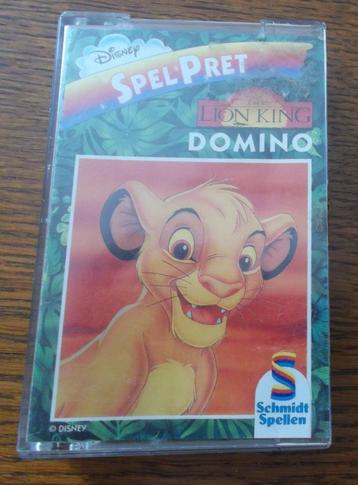 Disney
SPEL PRET
THE
LION KING
DOMINO
© DISNEY
Schmidt
Spellen